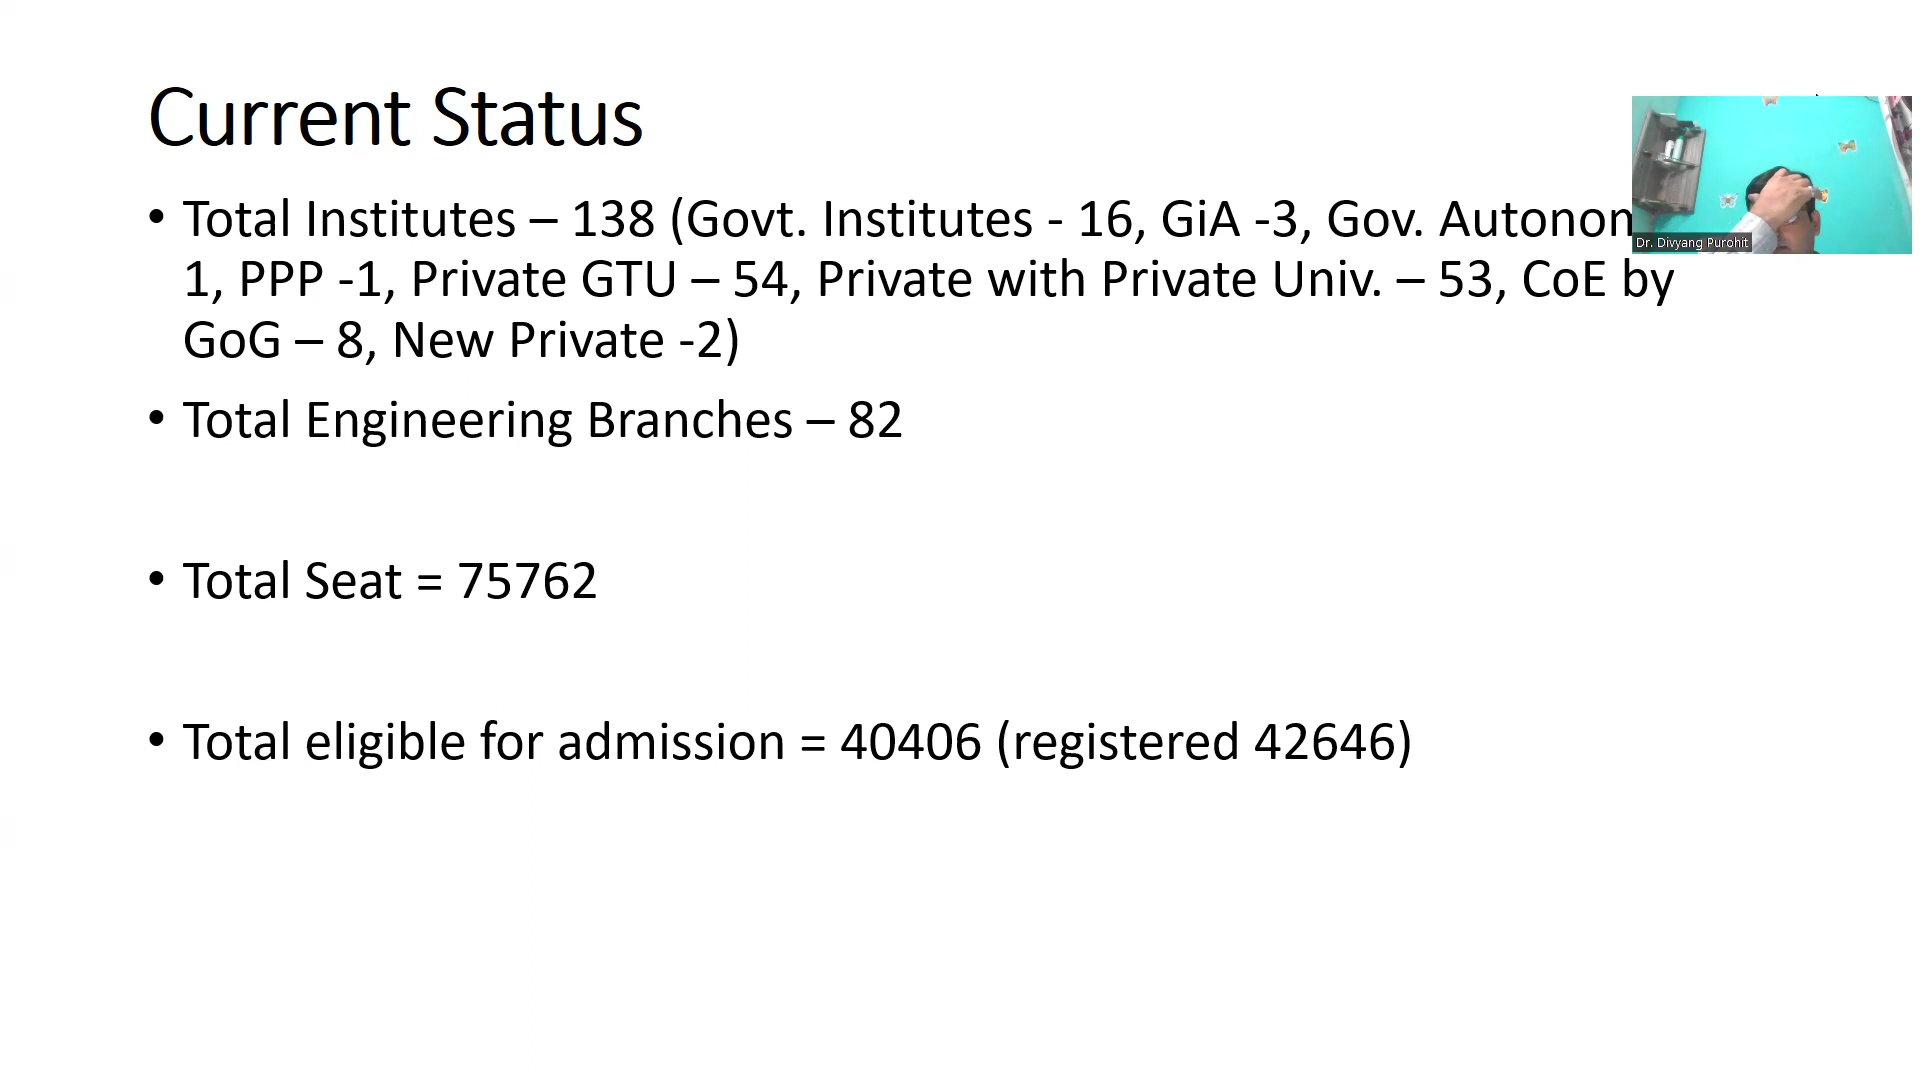 Current Status
• Total Institutes – 138 (Govt. Institutes - 16, GiA -3, Gov.
1, PPP -1, Private GTU – 54, Private with Private Univ. – 53, CoE by
GoG – 8, New Private -2)
• Total Engineering Branches – 82
• Total Seat = 75762
• Total eligible for admission = 40406 (registered 42646)
Dr. Divyang Purohit